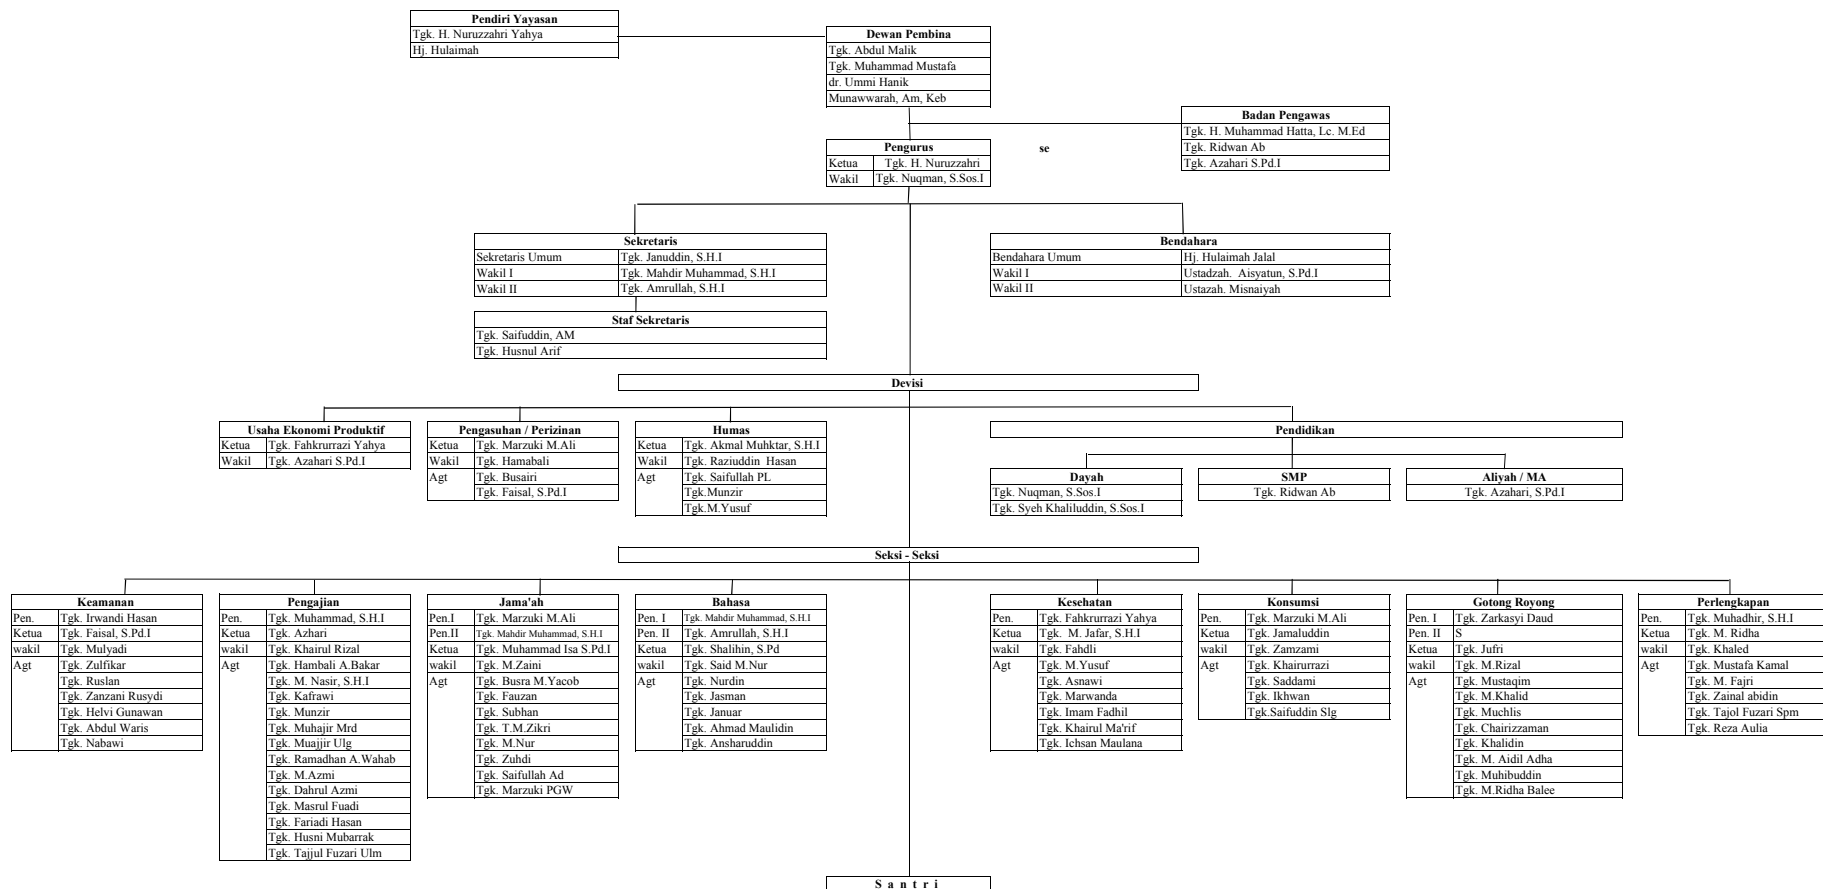 Pendiri Yayasan
Tgk. H. Nuruzzahri Yahya
Hj. Hulaimah
Dewan Pembina
Tgk. Abdul Malik
Tgk. Muhammad Mustafa
dr. Ummi Hanik
Munawwarah, Am, Keb
Badan Pengawas
Tgk. H. Muhammad Hatta, Lc. M.Ed
Tgk. Ridwan Ab
Tgk. Azahari S.Pd.I
Pengurus
Ketua Tgk. H. Nuruzzahri
Wakil Tgk. Nuqman, S.Sos.I
se
Sekretaris
Sekretaris Umum Tgk. Januddin, S.H.I
Wakil I Tgk. Mahdir Muhammad, S.H.I
Wakil II Tgk. Amrullah, S.H.I
Bendahara
Bendahara Umum Hj. Hulaimah Jalal
Wakil I Ustadzah. Aisyatun, S.Pd.I
Wakil II Ustazah. Misnaiyah
Staf Sekretaris
Tgk. Saifuddin, AM
Tgk. Husnul Arif
Devisi
Usaha Ekonomi Produktif
Ketua Tgk. Fahkrurrazi Yahya
Wakil Tgk. Azahari S.Pd.I
Pengasuhan / Perizinan
Ketua Tgk. Marzuki M.Ali
Wakil Tgk. Hamabali
Agt Tgk. Busairi
Tgk. Faisal, S.Pd.I
Humas
Ketua Tgk. Akmal Muhktar, S.H.I
Wakil Tgk. Raziuddin Hasan
Agt Tgk. Saifullah PL
Tgk.Munzir
Tgk.M.Yusuf
Pendidikan
Dayah
Tgk. Nuqman, S.Sos.I
Tgk. Syeh Khaliluddin, S.Sos.I
SMP
Tgk. Ridwan Ab
Aliyah / MA
Tgk. Azahari, S.Pd.I
Seksi - Seksi
Keamanan
Pen. Tgk. Irwandi Hasan
Ketua Tgk. Faisal, S.Pd.I
wakil Tgk. Mulyadi
Agt Tgk. Zulfikar
Tgk. Ruslan
Tgk. Zanzani Rusydi
Tgk. Helvi Gunawan
Tgk. Abdul Waris
Tgk. Nabawi
Pengajian
Pen. Tgk. Muhammad, S.H.I
Ketua Tgk. Azhari
wakil Tgk. Khairul Rizal
Agt Tgk. Hambali A.Bakar
Tgk. M. Nasir, S.H.I
Tgk. Kafrawi
Tgk. Munzir
Tgk. Muhajir Mrd
Tgk. Muajjir Ulg
Tgk. Ramadhan A.Wahab
Tgk. M.Azmi
Tgk. Dahrul Azmi
Tgk. Masrul Fuadi
Tgk. Fariadi Hasan
Tgk. Husni Mubarrak
Tgk. Tajjul Fuzari Ulm
Jama'ah
Pen.I Tgk. Marzuki M.Ali
Pen.II Tgk. Mahdir Muhammad, S.H.I
Ketua Tgk. Muhammad Isa S.Pd.I
wakil Tgk. M.Zaini
Agt Tgk. Busra M.Yacob
Tgk. Fauzan
Tgk. Subhan
Tgk. T.M.Zikri
Tgk. M.Nur
Tgk. Zuhdi
Tgk. Saifullah Ad
Tgk. Marzuki PGW
Bahasa
Pen. I Tgk. Mahdir Muhammad, S.H.I
Pen. II Tgk. Amrullah, S.H.I
Ketua Tgk. Shalihin, S.Pd
wakil Tgk. Said M.Nur
Agt Tgk. Nurdin
Tgk. Jasman
Tgk. Januar
Tgk. Ahmad Maulidin
Tgk. Ansharuddin
Kesehatan
Pen. Tgk. Fahkrurrazi Yahya
Ketua Tgk. M. Jafar, S.H.I
wakil Tgk. Fahdli
Agt Tgk. M.Yusuf
Tgk. Asnawi
Tgk. Marwanda
Tgk. Imam Fadhil
Tgk. Khairul Ma'rif
Tgk. Ichsan Maulana
Konsumsi
Pen. Tgk. Marzuki M.Ali
Ketua Tgk. Jamaluddin
wakil Tgk. Zamzami
Agt Tgk. Khairurrazi
Tgk. Saddami
Tgk. Ikhwan
Tgk.Saifuddin Slg
Gotong Royong
Pen. I Tgk. Zarkasyi Daud
Pen. II S
Ketua Tgk. Jufri
wakil Tgk. M.Rizal
Agt Tgk. Mustaqim
Tgk. M.Khalid
Tgk. Muchlis
Tgk. Chairizzaman
Tgk. Khalidin
Tgk. M. Aidil Adha
Tgk. Muhibuddin
Tgk. M.Ridha Balee
Perlengkapan
Pen. Tgk. Muhadhir, S.H.I
Ketua Tgk. M. Ridha
wakil Tgk. Khaled
Agt Tgk. Mustafa Kamal
Tgk. M. Fajri
Tgk. Zainal abidin
Tgk. Tajol Fuzari Spm
Tgk. Reza Aulia
S a n t r i